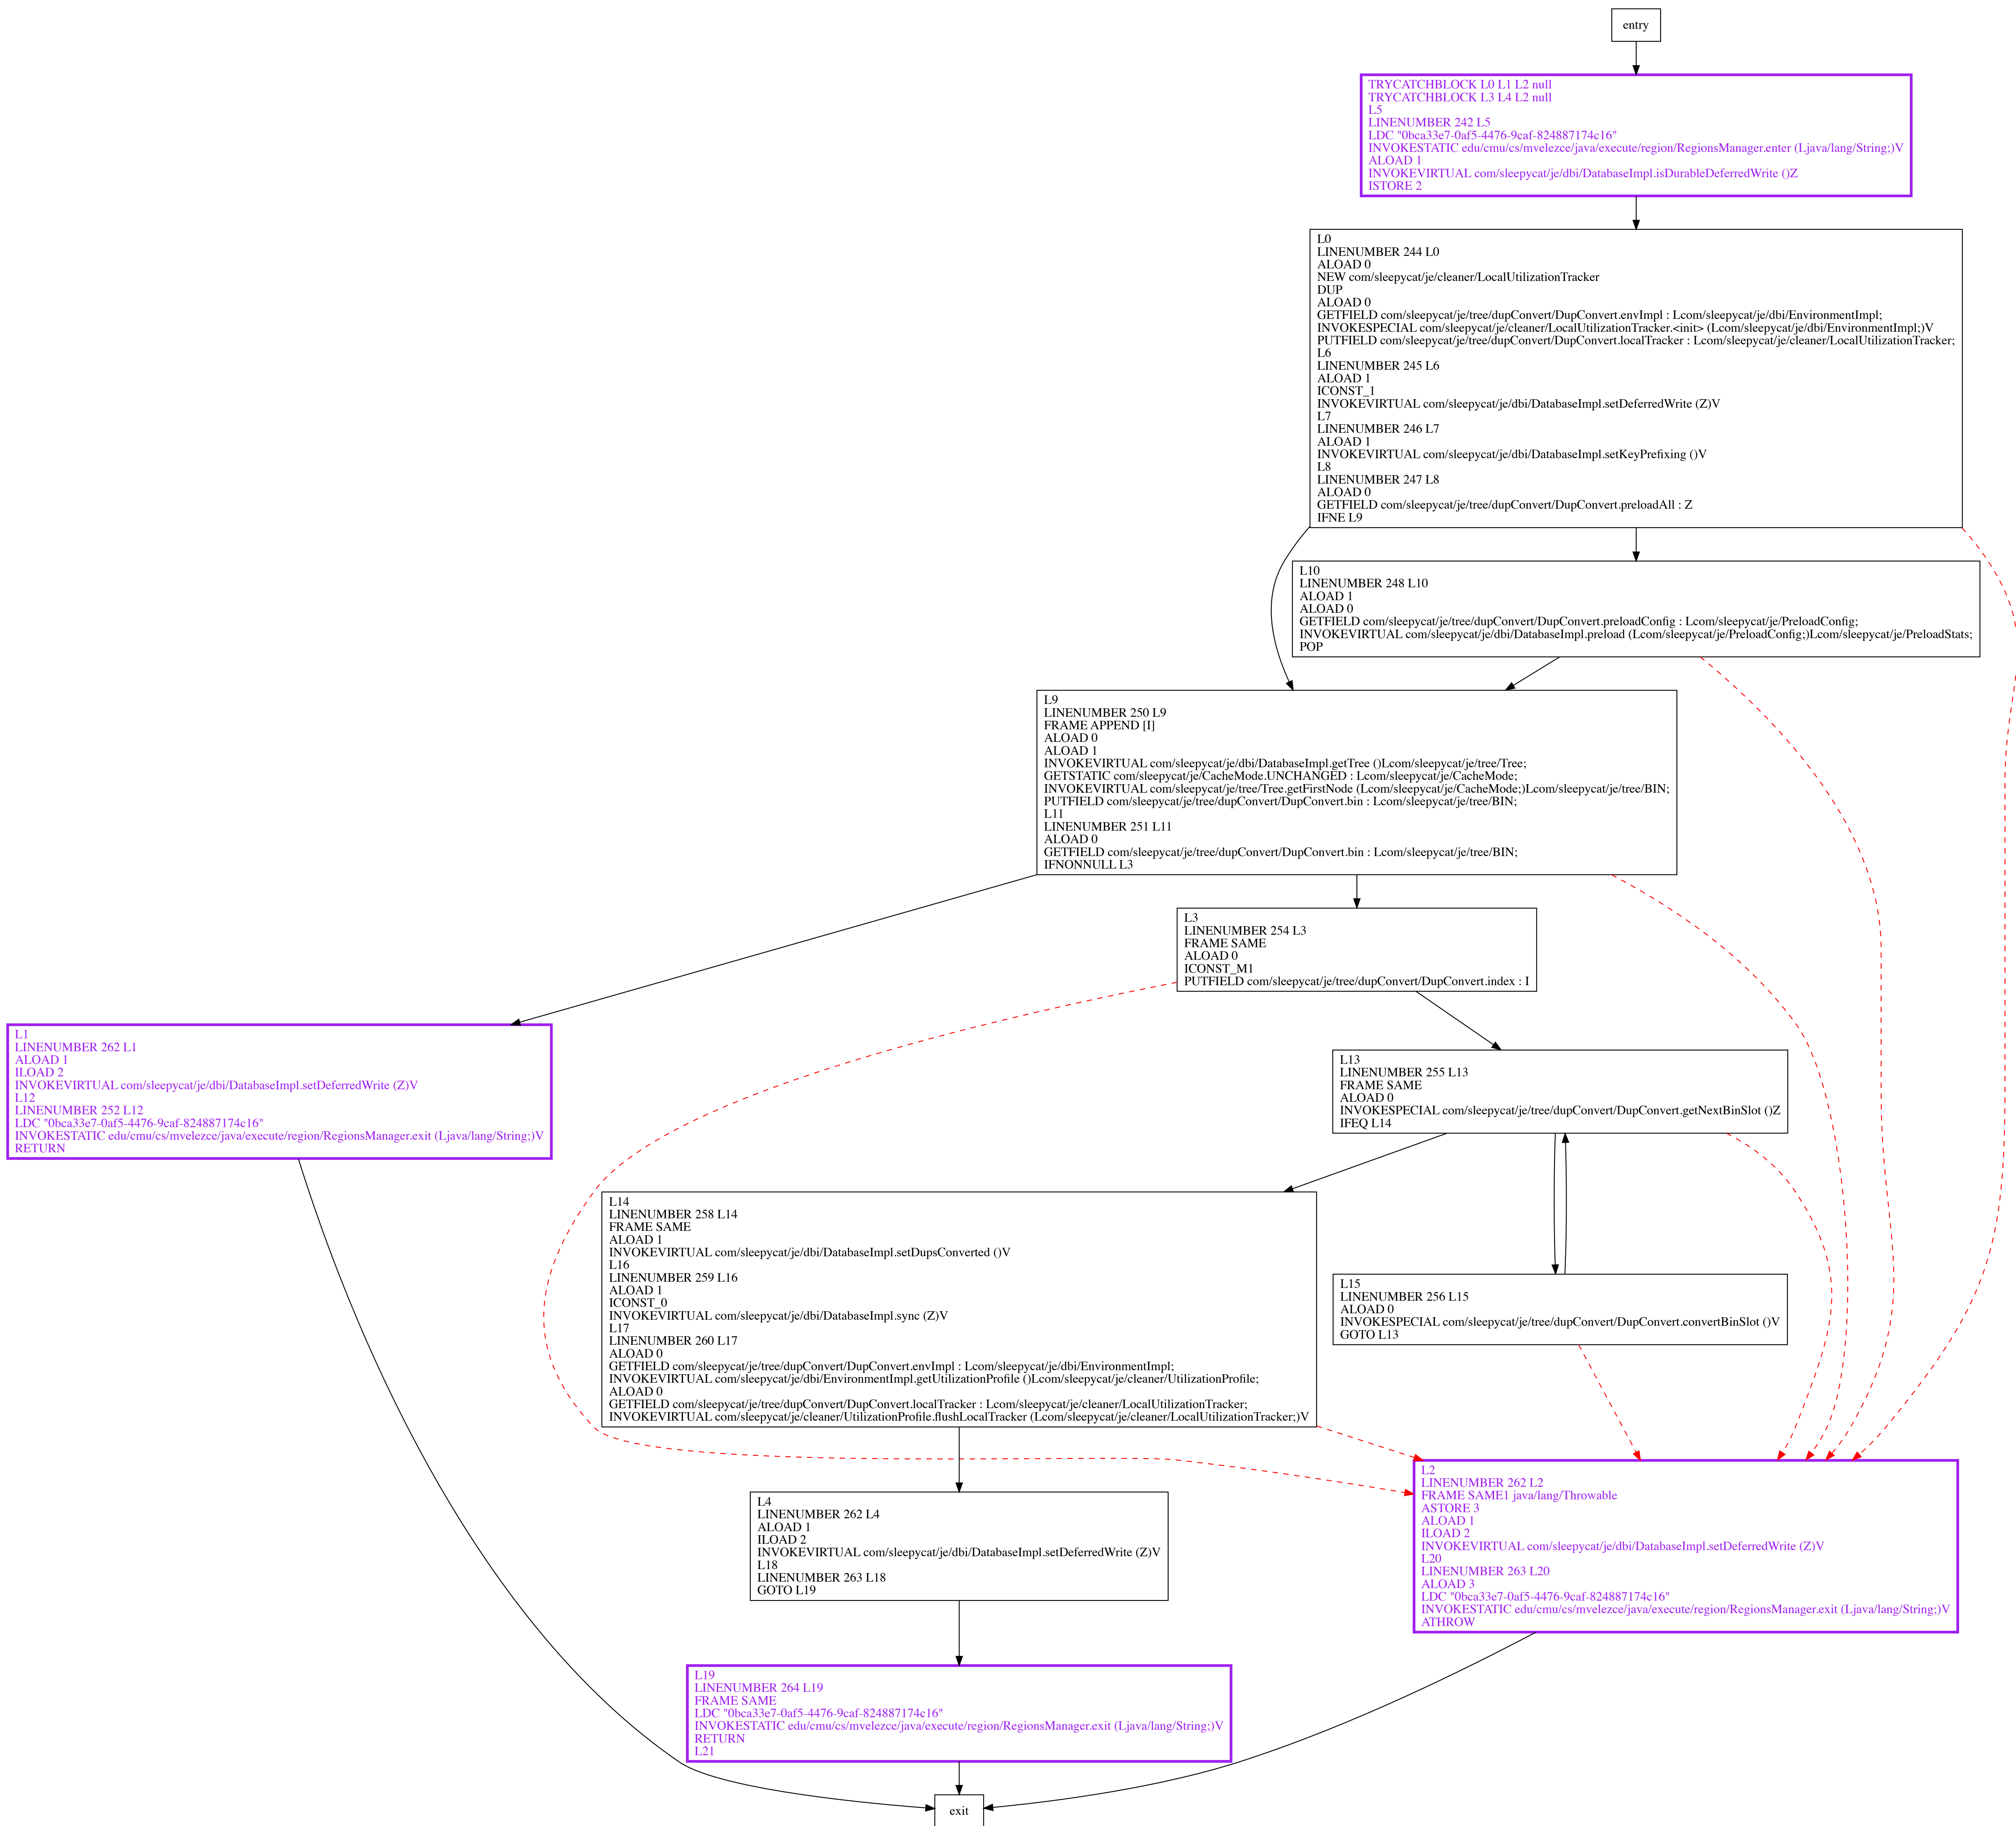 entry
TRYCATCHBLOCK L0 L1 L2 null
TRYCATCHBLOCK L3 L4 L2 null
L5
LINENUMBER 242 L5
LDC "0bca33e7-0af5-4476-9caf-824887174c16"
INVOKESTATIC edu/cmu/cs/mvelezce/java/execute/region/RegionsManager.enter (Ljava/lang/String;)V
ALOAD 1
INVOKEVIRTUAL com/sleepycat/je/dbi/DatabaseImpl.isDurableDeferredWrite ()Z
ISTORE 2
L0
LINENUMBER 244 L0
ALOAD 0
NEW com/sleepycat/je/cleaner/LocalUtilizationTracker
DUP
ALOAD 0
GETFIELD com/sleepycat/je/tree/dupConvert/DupConvert.envImpl : Lcom/sleepycat/je/dbi/EnvironmentImpl;
INVOKESPECIAL com/sleepycat/je/cleaner/LocalUtilizationTracker.<init> (Lcom/sleepycat/je/dbi/EnvironmentImpl;)V
PUTFIELD com/sleepycat/je/tree/dupConvert/DupConvert.localTracker : Lcom/sleepycat/je/cleaner/LocalUtilizationTracker;
L6
LINENUMBER 245 L6
ALOAD 1
ICONST_1
INVOKEVIRTUAL com/sleepycat/je/dbi/DatabaseImpl.setDeferredWrite (Z)V
L7
LINENUMBER 246 L7
ALOAD 1
INVOKEVIRTUAL com/sleepycat/je/dbi/DatabaseImpl.setKeyPrefixing ()V
L8
LINENUMBER 247 L8
ALOAD 0
GETFIELD com/sleepycat/je/tree/dupConvert/DupConvert.preloadAll : Z
IFNE L9
L10
LINENUMBER 248 L10
ALOAD 1
ALOAD 0
GETFIELD com/sleepycat/je/tree/dupConvert/DupConvert.preloadConfig : Lcom/sleepycat/je/PreloadConfig;
INVOKEVIRTUAL com/sleepycat/je/dbi/DatabaseImpl.preload (Lcom/sleepycat/je/PreloadConfig;)Lcom/sleepycat/je/PreloadStats;
POP
L9
LINENUMBER 250 L9
FRAME APPEND [I]
ALOAD 0
ALOAD 1
INVOKEVIRTUAL com/sleepycat/je/dbi/DatabaseImpl.getTree ()Lcom/sleepycat/je/tree/Tree;
GETSTATIC com/sleepycat/je/CacheMode.UNCHANGED : Lcom/sleepycat/je/CacheMode;
INVOKEVIRTUAL com/sleepycat/je/tree/Tree.getFirstNode (Lcom/sleepycat/je/CacheMode;)Lcom/sleepycat/je/tree/BIN;
PUTFIELD com/sleepycat/je/tree/dupConvert/DupConvert.bin : Lcom/sleepycat/je/tree/BIN;
L11
LINENUMBER 251 L11
ALOAD 0
GETFIELD com/sleepycat/je/tree/dupConvert/DupConvert.bin : Lcom/sleepycat/je/tree/BIN;
IFNONNULL L3
L3
LINENUMBER 254 L3
FRAME SAME
ALOAD 0
ICONST_M1
PUTFIELD com/sleepycat/je/tree/dupConvert/DupConvert.index : I
L1
LINENUMBER 262 L1
ALOAD 1
ILOAD 2
INVOKEVIRTUAL com/sleepycat/je/dbi/DatabaseImpl.setDeferredWrite (Z)V
L12
LINENUMBER 252 L12
LDC "0bca33e7-0af5-4476-9caf-824887174c16"
INVOKESTATIC edu/cmu/cs/mvelezce/java/execute/region/RegionsManager.exit (Ljava/lang/String;)V
RETURN
L13
LINENUMBER 255 L13
FRAME SAME
ALOAD 0
INVOKESPECIAL com/sleepycat/je/tree/dupConvert/DupConvert.getNextBinSlot ()Z
IFEQ L14
L14
LINENUMBER 258 L14
FRAME SAME
ALOAD 1
INVOKEVIRTUAL com/sleepycat/je/dbi/DatabaseImpl.setDupsConverted ()V
L16
LINENUMBER 259 L16
ALOAD 1
ICONST_0
INVOKEVIRTUAL com/sleepycat/je/dbi/DatabaseImpl.sync (Z)V
L17
LINENUMBER 260 L17
ALOAD 0
GETFIELD com/sleepycat/je/tree/dupConvert/DupConvert.envImpl : Lcom/sleepycat/je/dbi/EnvironmentImpl;
INVOKEVIRTUAL com/sleepycat/je/dbi/EnvironmentImpl.getUtilizationProfile ()Lcom/sleepycat/je/cleaner/UtilizationProfile;
ALOAD 0
GETFIELD com/sleepycat/je/tree/dupConvert/DupConvert.localTracker : Lcom/sleepycat/je/cleaner/LocalUtilizationTracker;
INVOKEVIRTUAL com/sleepycat/je/cleaner/UtilizationProfile.flushLocalTracker (Lcom/sleepycat/je/cleaner/LocalUtilizationTracker;)V
L15
LINENUMBER 256 L15
ALOAD 0
INVOKESPECIAL com/sleepycat/je/tree/dupConvert/DupConvert.convertBinSlot ()V
GOTO L13
L2
LINENUMBER 262 L2
FRAME SAME1 java/lang/Throwable
ASTORE 3
ALOAD 1
ILOAD 2
INVOKEVIRTUAL com/sleepycat/je/dbi/DatabaseImpl.setDeferredWrite (Z)V
L20
LINENUMBER 263 L20
ALOAD 3
LDC "0bca33e7-0af5-4476-9caf-824887174c16"
INVOKESTATIC edu/cmu/cs/mvelezce/java/execute/region/RegionsManager.exit (Ljava/lang/String;)V
ATHROW
L4
LINENUMBER 262 L4
ALOAD 1
ILOAD 2
INVOKEVIRTUAL com/sleepycat/je/dbi/DatabaseImpl.setDeferredWrite (Z)V
L18
LINENUMBER 263 L18
GOTO L19
L19
LINENUMBER 264 L19
FRAME SAME
LDC "0bca33e7-0af5-4476-9caf-824887174c16"
INVOKESTATIC edu/cmu/cs/mvelezce/java/execute/region/RegionsManager.exit (Ljava/lang/String;)V
RETURN
L21
exit